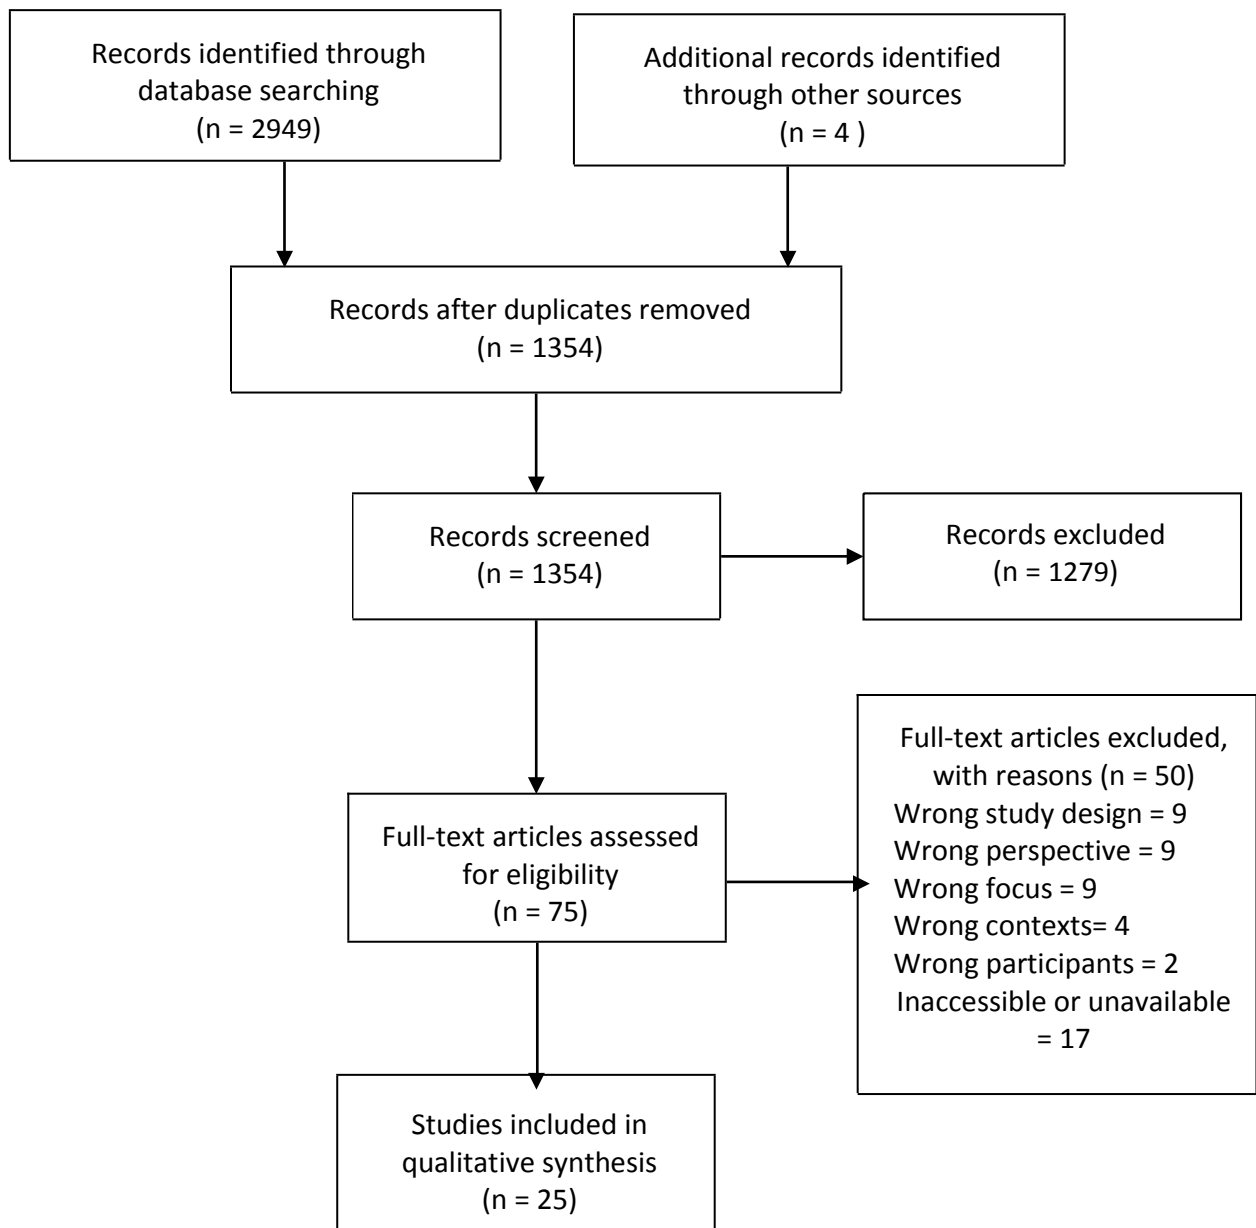 Records identified through
database searching
(n = 2949)
Additional records identified
through other sources
(n = 4 )
Records after duplicates removed
(n = 1354)
Records screened
(n = 1354)
Records excluded
(n = 1279)
Full-text articles assessed
for eligibility
(n = 75)
Full-text articles excluded,
with reasons (n = 50)
Wrong study design = 9
Wrong perspective = 9
Wrong focus = 9
Wrong contexts= 4
Wrong participants = 2
Inaccessible or unavailable
= 17
Studies included in
qualitative synthesis
(n = 25)